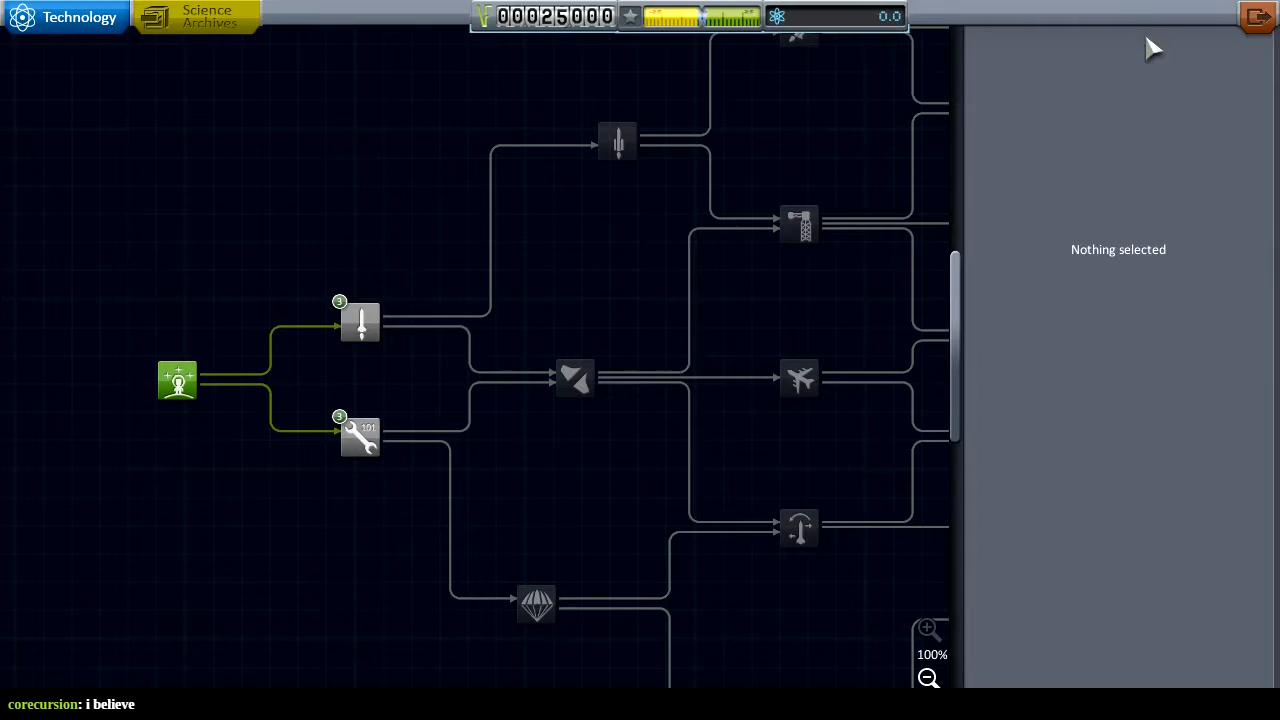 Technology
Science
Archives
00025000
0.0
3
3
101
Nothing selected
100%
corecursion: i believe